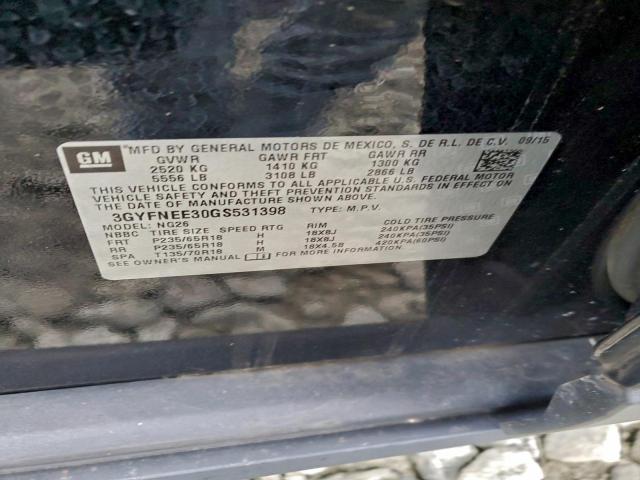 GM
MFD BY GENERAL MOTORS DE MEXICO, S. DE R.L. DE C.V. 09/15
GVWR GAWR FRT GAWR RR
2520 KG 1410 KG 1300 KG
5556 LB 3108 LB 2866 LB
THIS VEHICLE CONFORMS TO ALL APPLICABLE U.S. FEDERAL MOTOR
VEHICLE SAFETY AND THEFT PREVENTION STANDARDS IN EFFECT ON
THE DATE OF MANUFACTURE SHOWN ABOVE.
3GYFNEE30GS531398 TYPE: M.P.V.
MODEL: NG26
NBBC TIRE SIZE SPEED RTG RIM COLD TIRE PRESSURE
FRT P235/65R18 H 18X8J 240KPA(35PSI)
RR P235/65R18 H 18X8J 240KPA(35PSI)
SPA T135/70R18 M 18X4.5B 420KPA(60PSI)
SEE OWNER'S MANUAL FOR MORE INFORMATION.